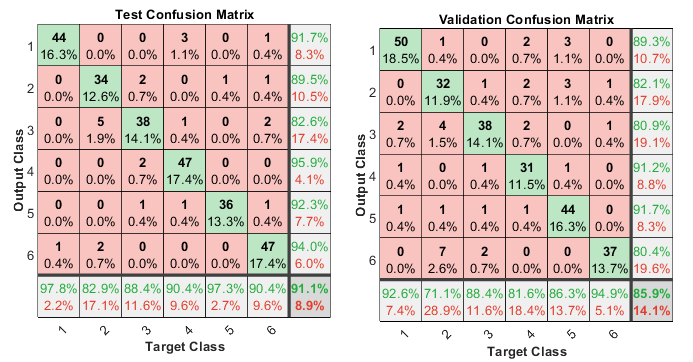 Test Confusion Matrix
1 44 0 0 3 0 1 91.7%
16.3% 0.0% 0.0% 1.1% 0.0% 0.4% 8.3%
2 0 34 2 0 1 1 89.5%
0.0% 12.6% 0.7% 0.0% 0.4% 0.4% 10.5%
3 0 5 38 1 0 2 82.6%
0.0% 1.9% 14.1% 0.4% 0.0% 0.7% 17.4%
4 0 0 2 47 0 0 95.9%
0.0% 0.0% 0.7% 17.4% 0.0% 0.0% 4.1%
5 0 0 1 1 36 1 92.3%
0.0% 0.0% 0.4% 0.4% 13.3% 0.4% 7.7%
6 1 2 0 0 0 47 94.0%
0.4% 0.7% 0.0% 0.0% 0.0% 17.4% 6.0%
97.8% 82.9% 88.4% 90.4% 97.3% 90.4% 91.1%
2.2% 17.1% 11.6% 9.6% 2.7% 9.6% 8.9%
1 2 3 4 5 6
Target Class
Output Class
Validation Confusion Matrix
1 50 1 0 2 3 0 89.3%
18.5% 0.4% 0.0% 0.7% 1.1% 0.0% 10.7%
2 0 32 1 2 3 1 82.1%
0.0% 11.9% 0.4% 0.7% 1.1% 0.4% 17.9%
3 2 4 38 2 0 1 80.9%
0.7% 1.5% 14.1% 0.7% 0.0% 0.4% 19.1%
4 1 0 1 31 1 0 91.2%
0.4% 0.0% 0.4% 11.5% 0.4% 0.0% 8.8%
5 1 1 1 1 44 0 91.7%
0.4% 0.4% 0.4% 0.4% 16.3% 0.0% 8.3%
6 0 7 2 0 0 37 80.4%
0.0% 2.6% 0.7% 0.0% 0.0% 13.7% 19.6%
92.6% 71.1% 88.4% 81.6% 86.3% 94.9% 85.9%
7.4% 28.9% 11.6% 18.4% 13.7% 5.1% 14.1%
1 2 3 4 5 6
Target Class
Output Class